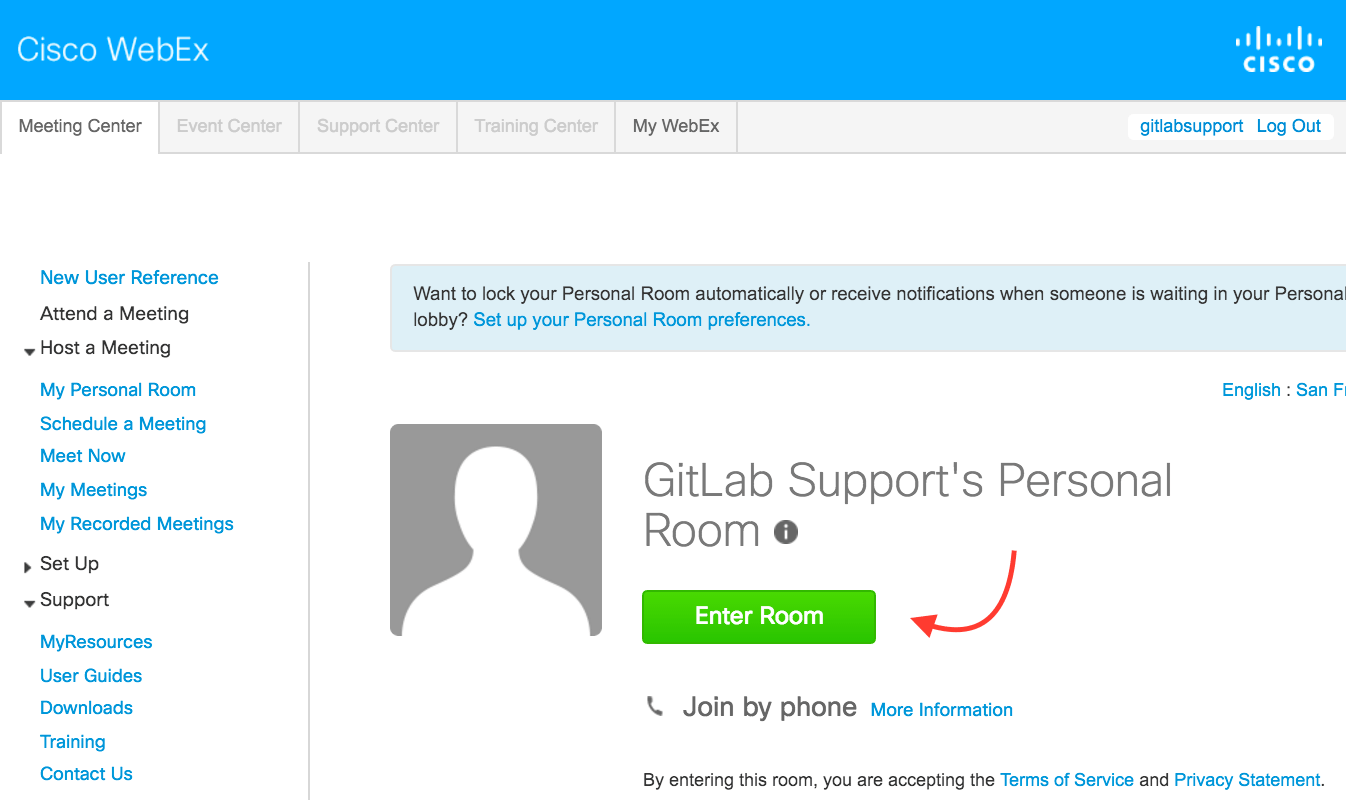 Cisco WebEx
CISCO
Meeting Center
Event Center
Support Center
Training Center
My WebEx
gitlabsupport Log Out
New User Reference
Attend a Meeting
Host a Meeting
My Personal Room
Schedule a Meeting
Meet Now
My Meetings
My Recorded Meetings
Set Up
Support
MyResources
User Guides
Downloads
Training
Contact Us
Want to lock your Personal Room automatically or receive notifications when someone is waiting in your Personal
lobby? Set up your Personal Room preferences.
English : San Fr
GitLab Support's Personal
Room
Enter Room
Join by phone More Information
By entering this room, you are accepting the Terms of Service and Privacy Statement.